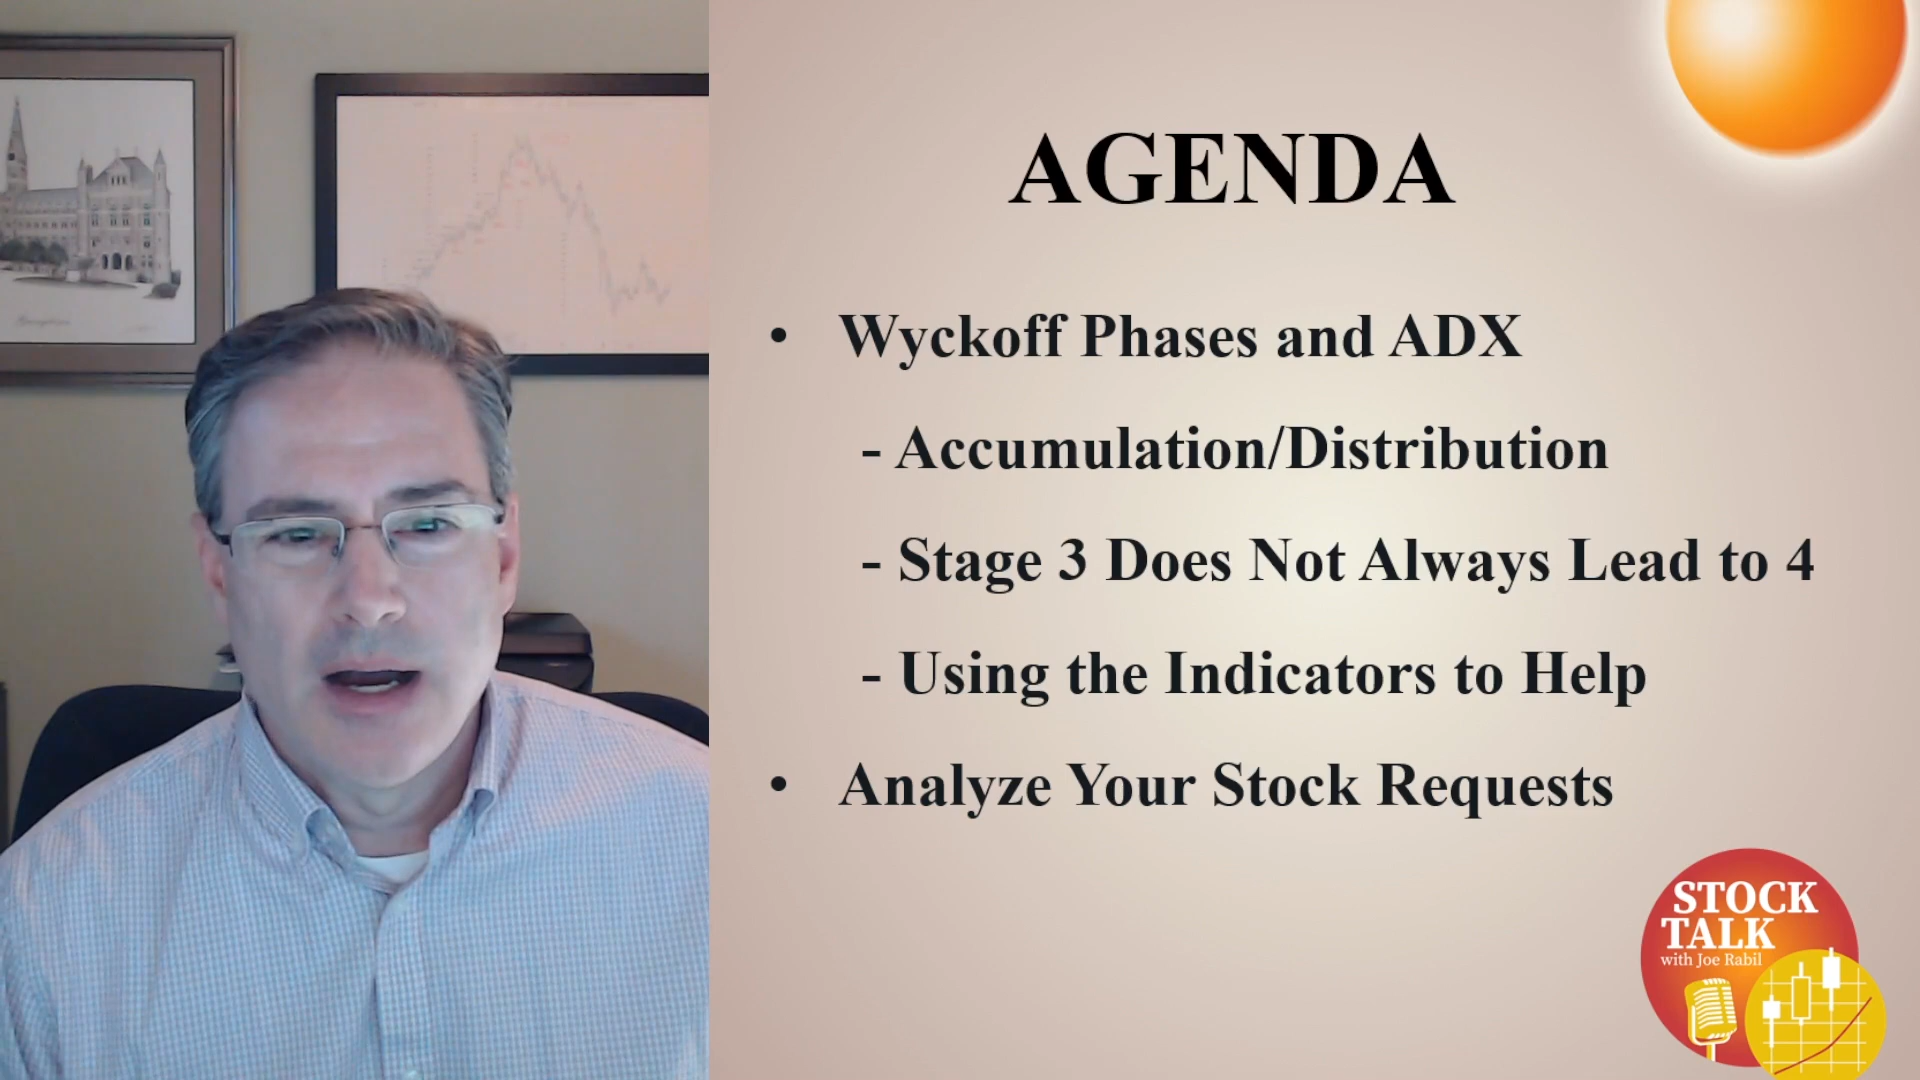 AGENDA
• Wyckoff Phases and ADX
- Accumulation/Distribution
- Stage 3 Does Not Always Lead to 4
- Using the Indicators to Help
• Analyze Your Stock Requests
STOCK
TALK
with Joe Rabil